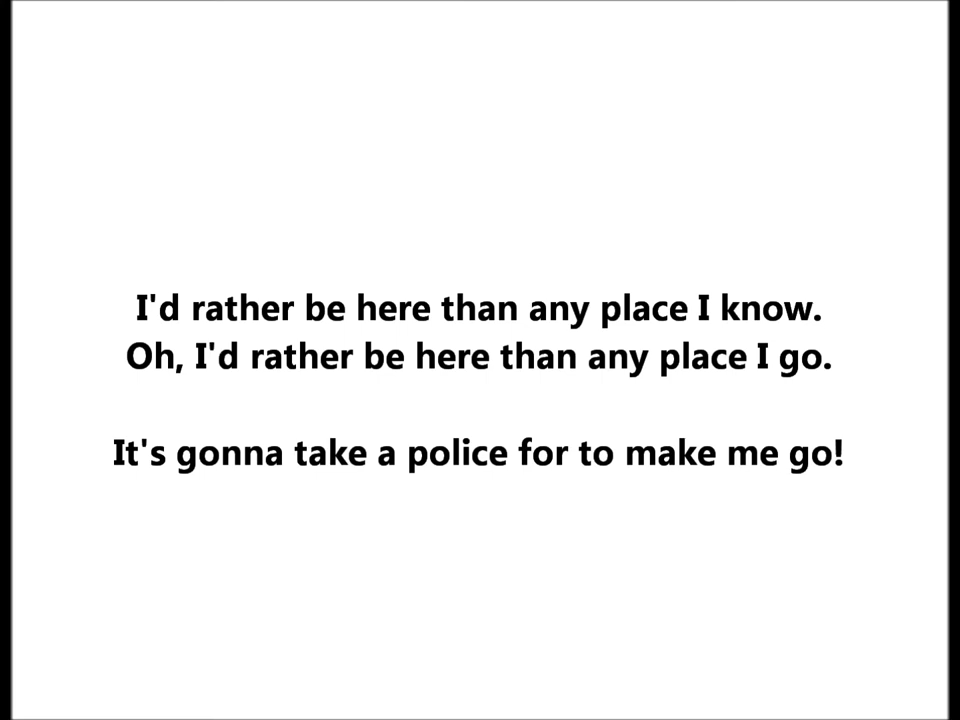 I'd rather be here than any place I know.
Oh, I'd rather be here than any place I go.
It's gonna take a police for to make me go!